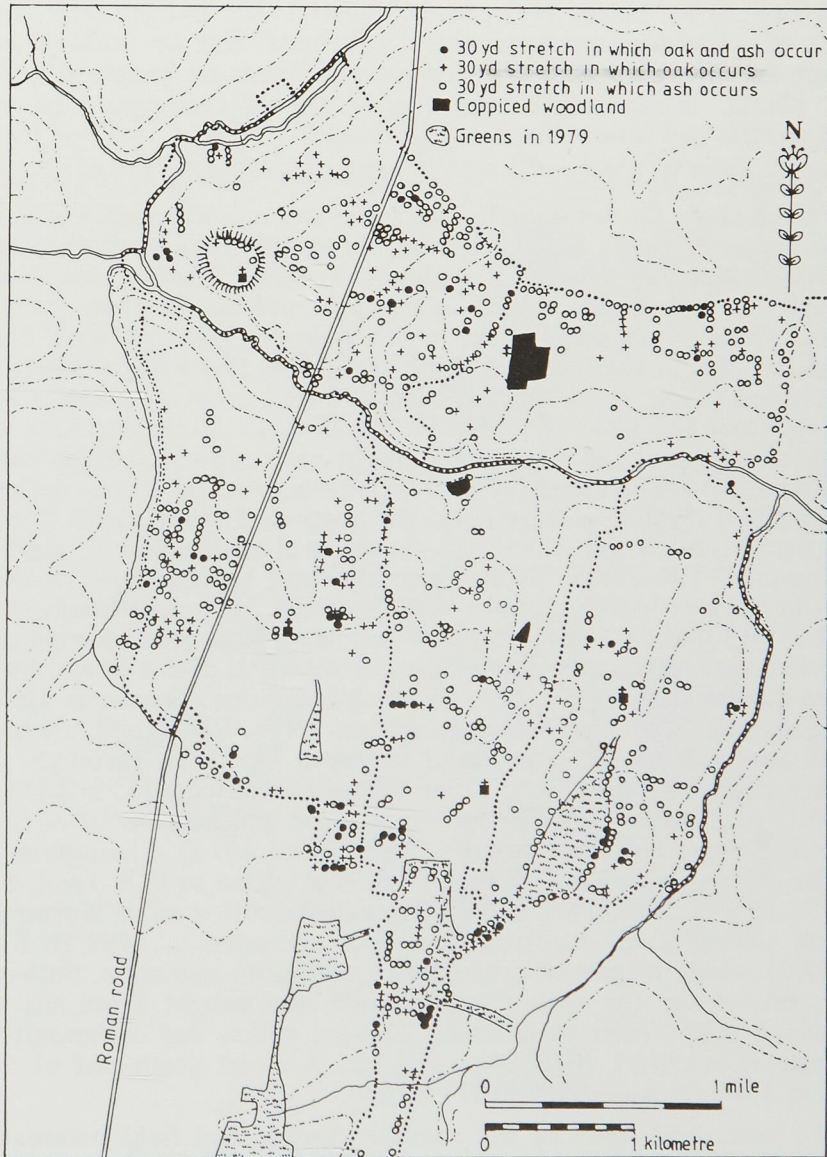 30 yd stretch in which oak and ash occur
30 yd stretch in which oak occurs
30 yd stretch in which ash occurs
Coppiced woodland
Greens in 1979
N
Roman road
0 1 mile
0 1 kilometre